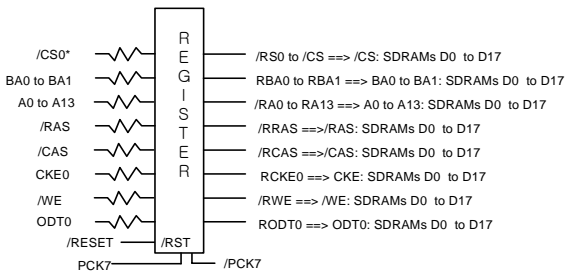 /CS0*
BA0 to BA1
A0 to A13
/RAS
/CAS
CKE0
/WE
ODT0
/RESET
PCK7
REGISTER
/RST
/RS0 to /CS ==> /CS: SDRAMs D0 to D17
RBA0 to RBA1 ==> BA0 to BA1: SDRAMs D0 to D17
/RA0 to RA13 ==> A0 to A13: SDRAMs D0 to D17
/RRAS ==>/RAS: SDRAMs D0 to D17
/RCAS ==>/CAS: SDRAMs D0 to D17
RCKE0 ==> CKE: SDRAMs D0 to D17
/RWE ==> /WE: SDRAMs D0 to D17
RODT0 ==> ODT0: SDRAMs D0 to D17
/PCK7